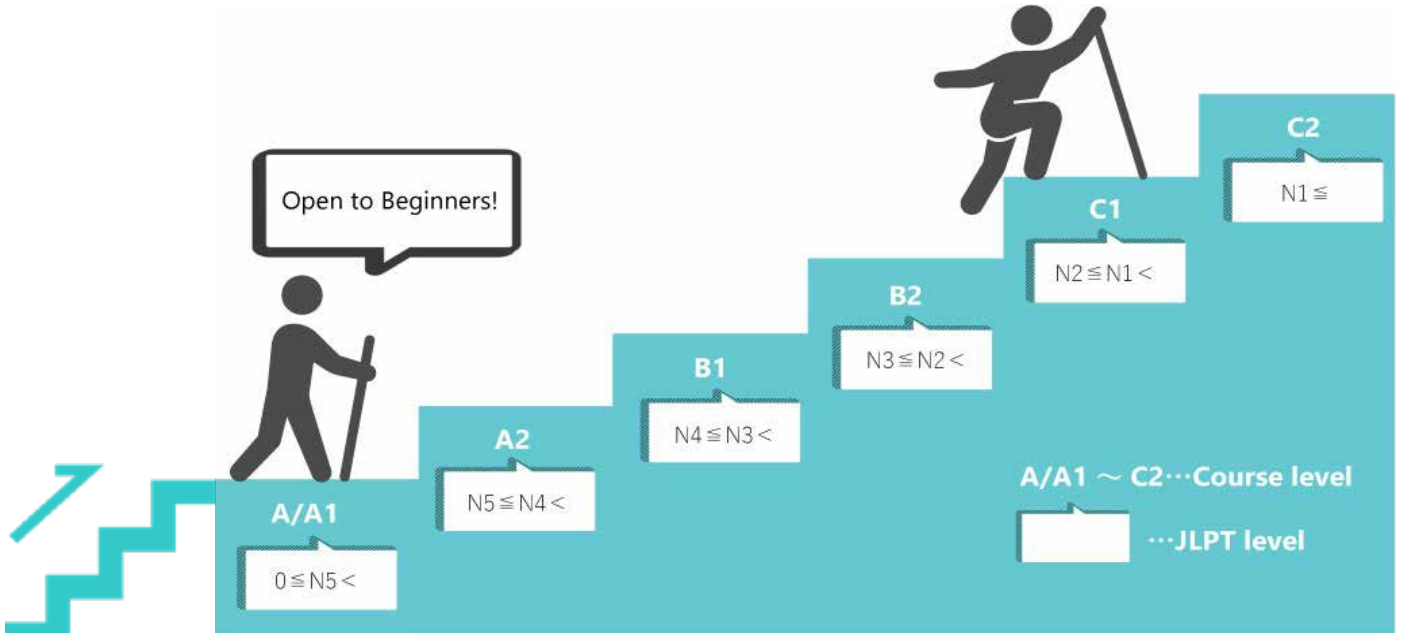 Open to Beginners!
A/A1
0≦N5<
A2
N5≦N4<
B1
N4≦N3<
B2
N3≦N2<
C1
N2≦N1<
C2
N1≦
A/A1 ～ C2…Course level
…JLPT level